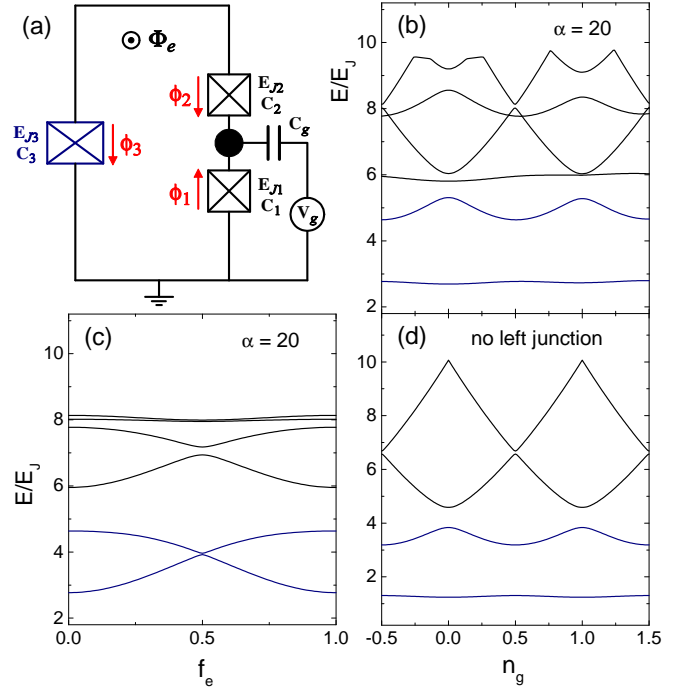 (a)
Φe
EJ2
C2
ϕ2
Cg
EJ3
C3
ϕ3
EJ1
C1
ϕ1
Vg
(b)
α = 20
E/EJ
10
8
6
4
2
(c)
α = 20
E/EJ
10
8
6
4
2
0.0
0.5
1.0
fe
(d)
no left junction
10
8
6
4
2
-0.5
0.0
0.5
1.0
1.5
ng